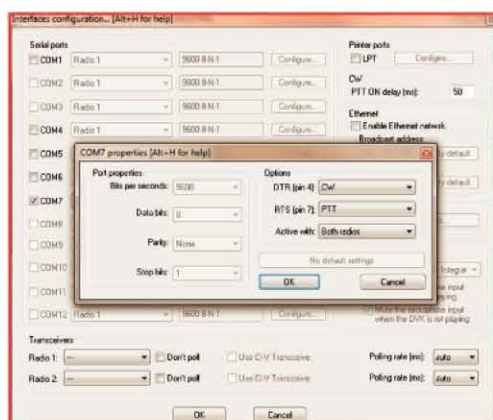 Interfaces configuration... [Alt+H for help]
Serial ports
COM1 Radio 1 9600 8-N-1 Configure...
COM2 Radio 1 9600 8-N-1 Configure...
COM3 Radio 1 9600 8-N-1 Configure...
COM4 Radio 1 9600 8-N-1 Configure...
COM5
COM6
COM7
COM8
COM9
COM10
COM11
COM12 Radio 1 9600 8-N-1 Configure...
Printer ports
LPT Configure...
CW
PTT ON delay (ms): 50
Ethernet
Enable Ethernet network
Broadcast address:
by default
by default
COM7 properties [Alt+H for help]
Port properties
Bits per seconds: 9600
Data bits: 8
Parity: None
Stop bits: 1
Options
DTR (pin 4): CW
RTS (pin 7): PTT
Active with: Both radios
No default settings
OK
Cancel
Integral
input
playing
Mute the microphone input
when the DVK is not playing
Transceivers
Radio 1: --- Don't poll Use CI-V Transceive Polling rate (ms): auto
Radio 2: --- Don't poll Use CI-V Transceive Polling rate (ms): auto
OK Cancel